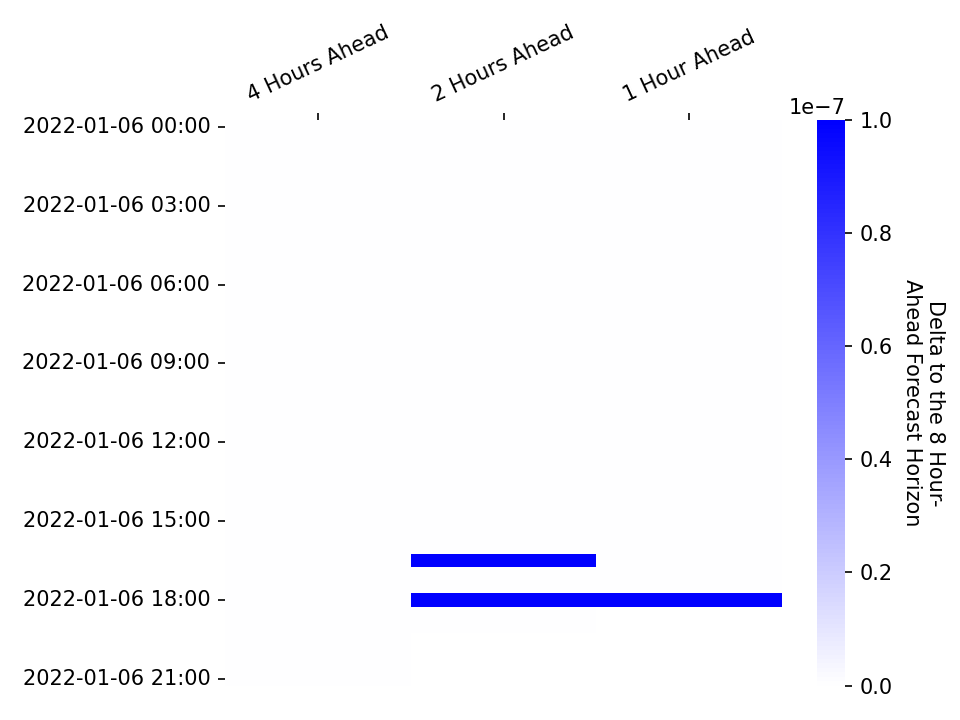 4 Hours Ahead
2 Hours Ahead
1 Hour Ahead
1e−7
2022-01-06 00:00
2022-01-06 03:00
2022-01-06 06:00
2022-01-06 09:00
2022-01-06 12:00
2022-01-06 15:00
2022-01-06 18:00
2022-01-06 21:00
1.0
0.8
0.6
0.4
0.2
0.0
Delta to the 8 Hour-
Ahead Forecast Horizon